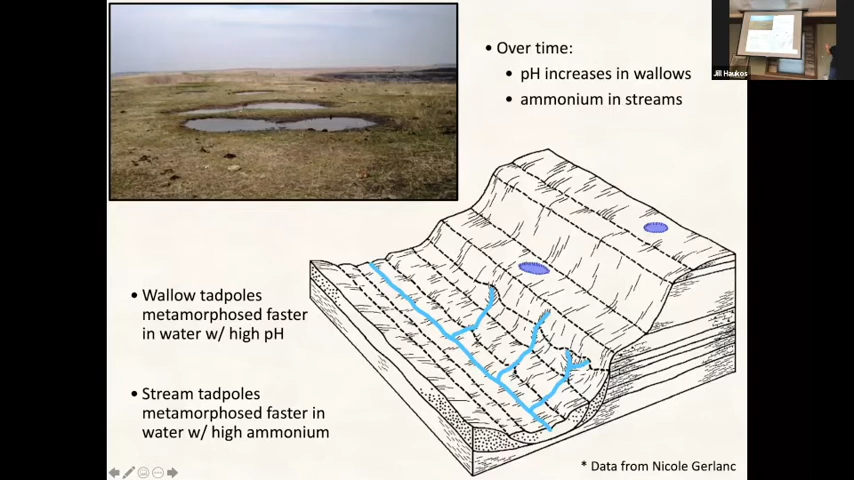 • Over time:
• pH increases in wallows
• ammonium in streams
Jill Haukos
• Wallow tadpoles
metamorphosed faster
in water w/ high pH
• Stream tadpoles
metamorphosed faster in
water w/ high ammonium
* Data from Nicole Gerlanc